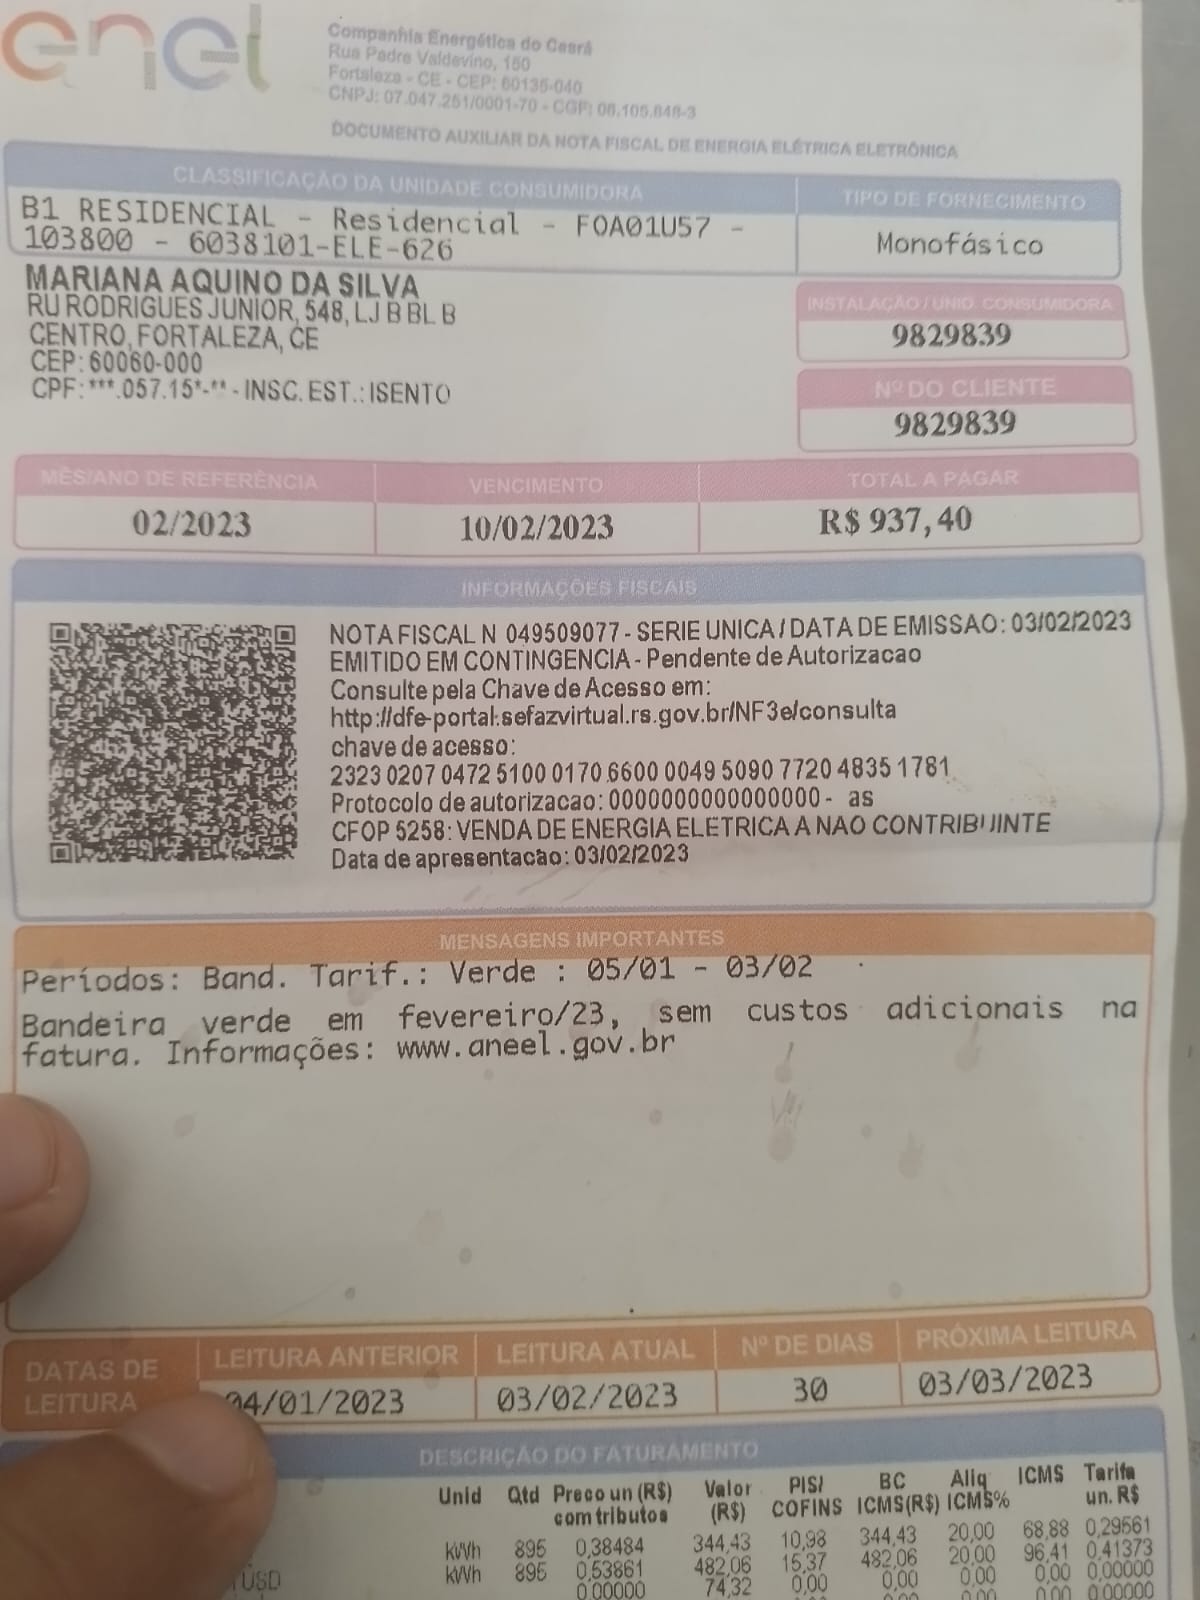 enel
Companhia Energética do Ceará
Rua Padre Valdevino, 150
Fortaleza - CE - CEP: 60135-040
CNPJ: 07.047.251/0001-70 - CGF: 06.105.848-3
DOCUMENTO AUXILIAR DA NOTA FISCAL DE ENERGIA ELÉTRICA ELETRÔNICA
CLASSIFICAÇÃO DA UNIDADE CONSUMIDORA
B1 RESIDENCIAL - Residencial - FOA01U57 -
103800 - 6038101-ELE-626
TIPO DE FORNECIMENTO
Monofásico
MARIANA AQUINO DA SILVA
RU RODRIGUES JUNIOR, 548, LJ B BL B
CENTRO, FORTALEZA, CE
CEP: 60060-000
CPF: ***.057.15*-** - INSC. EST.: ISENTO
INSTALAÇÃO / UNID. CONSUMIDORA
9829839
Nº DO CLIENTE
9829839
MÊS/ANO DE REFERÊNCIA VENCIMENTO TOTAL A PAGAR
02/2023 10/02/2023 R$ 937,40
INFORMAÇÕES FISCAIS
NOTA FISCAL N 049509077 - SERIE UNICA / DATA DE EMISSAO: 03/02/2023
EMITIDO EM CONTINGENCIA - Pendente de Autorizacao
Consulte pela Chave de Acesso em:
http://dfe-portal.sefazvirtual.rs.gov.br/NF3e/consulta
chave de acesso:
2323 0207 0472 5100 0170 6600 0049 5090 7720 4835 1781
Protocolo de autorizacao: 0000000000000000 - as
CFOP 5258: VENDA DE ENERGIA ELETRICA A NAO CONTRIBUINTE
Data de apresentacao: 03/02/2023
MENSAGENS IMPORTANTES
Períodos: Band. Tarif.: Verde : 05/01 - 03/02
Bandeira verde em fevereiro/23, sem custos adicionais na
fatura. Informações: www.aneel.gov.br
DATAS DE LEITURA
LEITURA ANTERIOR LEITURA ATUAL Nº DE DIAS PRÓXIMA LEITURA
04/01/2023 03/02/2023 30 03/03/2023
DESCRIÇÃO DO FATURAMENTO
Unid Qtd Preco un (R$) com tributos Valor (R$) PIS/ COFINS BC ICMS(R$) Aliq ICMS% ICMS Tarifa un. R$
kWh 895 0,38484 344,43 10,98 344,43 20,00 68,88 0,29561
TUSD kWh 895 0,53861 482,06 15,37 482,06 20,00 96,41 0,41373
0,00000 74,32 0,00 0,00 0,00 0,00 0,00000